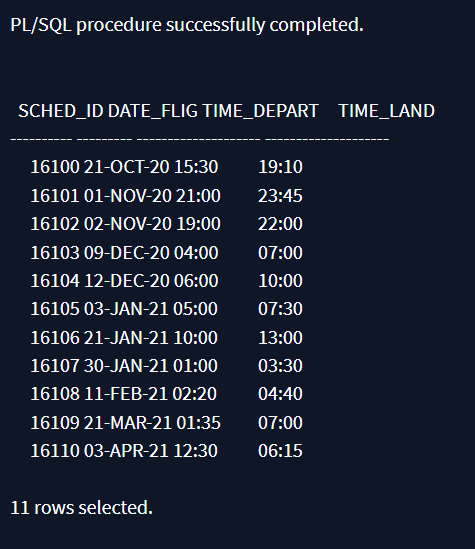 PL/SQL procedure successfully completed.
SCHED_ID DATE_FLIG TIME_DEPART TIME_LAND
---------- --------- -------------------- --------------------
16100 21-OCT-20 15:30 19:10
16101 01-NOV-20 21:00 23:45
16102 02-NOV-20 19:00 22:00
16103 09-DEC-20 04:00 07:00
16104 12-DEC-20 06:00 10:00
16105 03-JAN-21 05:00 07:30
16106 21-JAN-21 10:00 13:00
16107 30-JAN-21 01:00 03:30
16108 11-FEB-21 02:20 04:40
16109 21-MAR-21 01:35 07:00
16110 03-APR-21 12:30 06:15
11 rows selected.